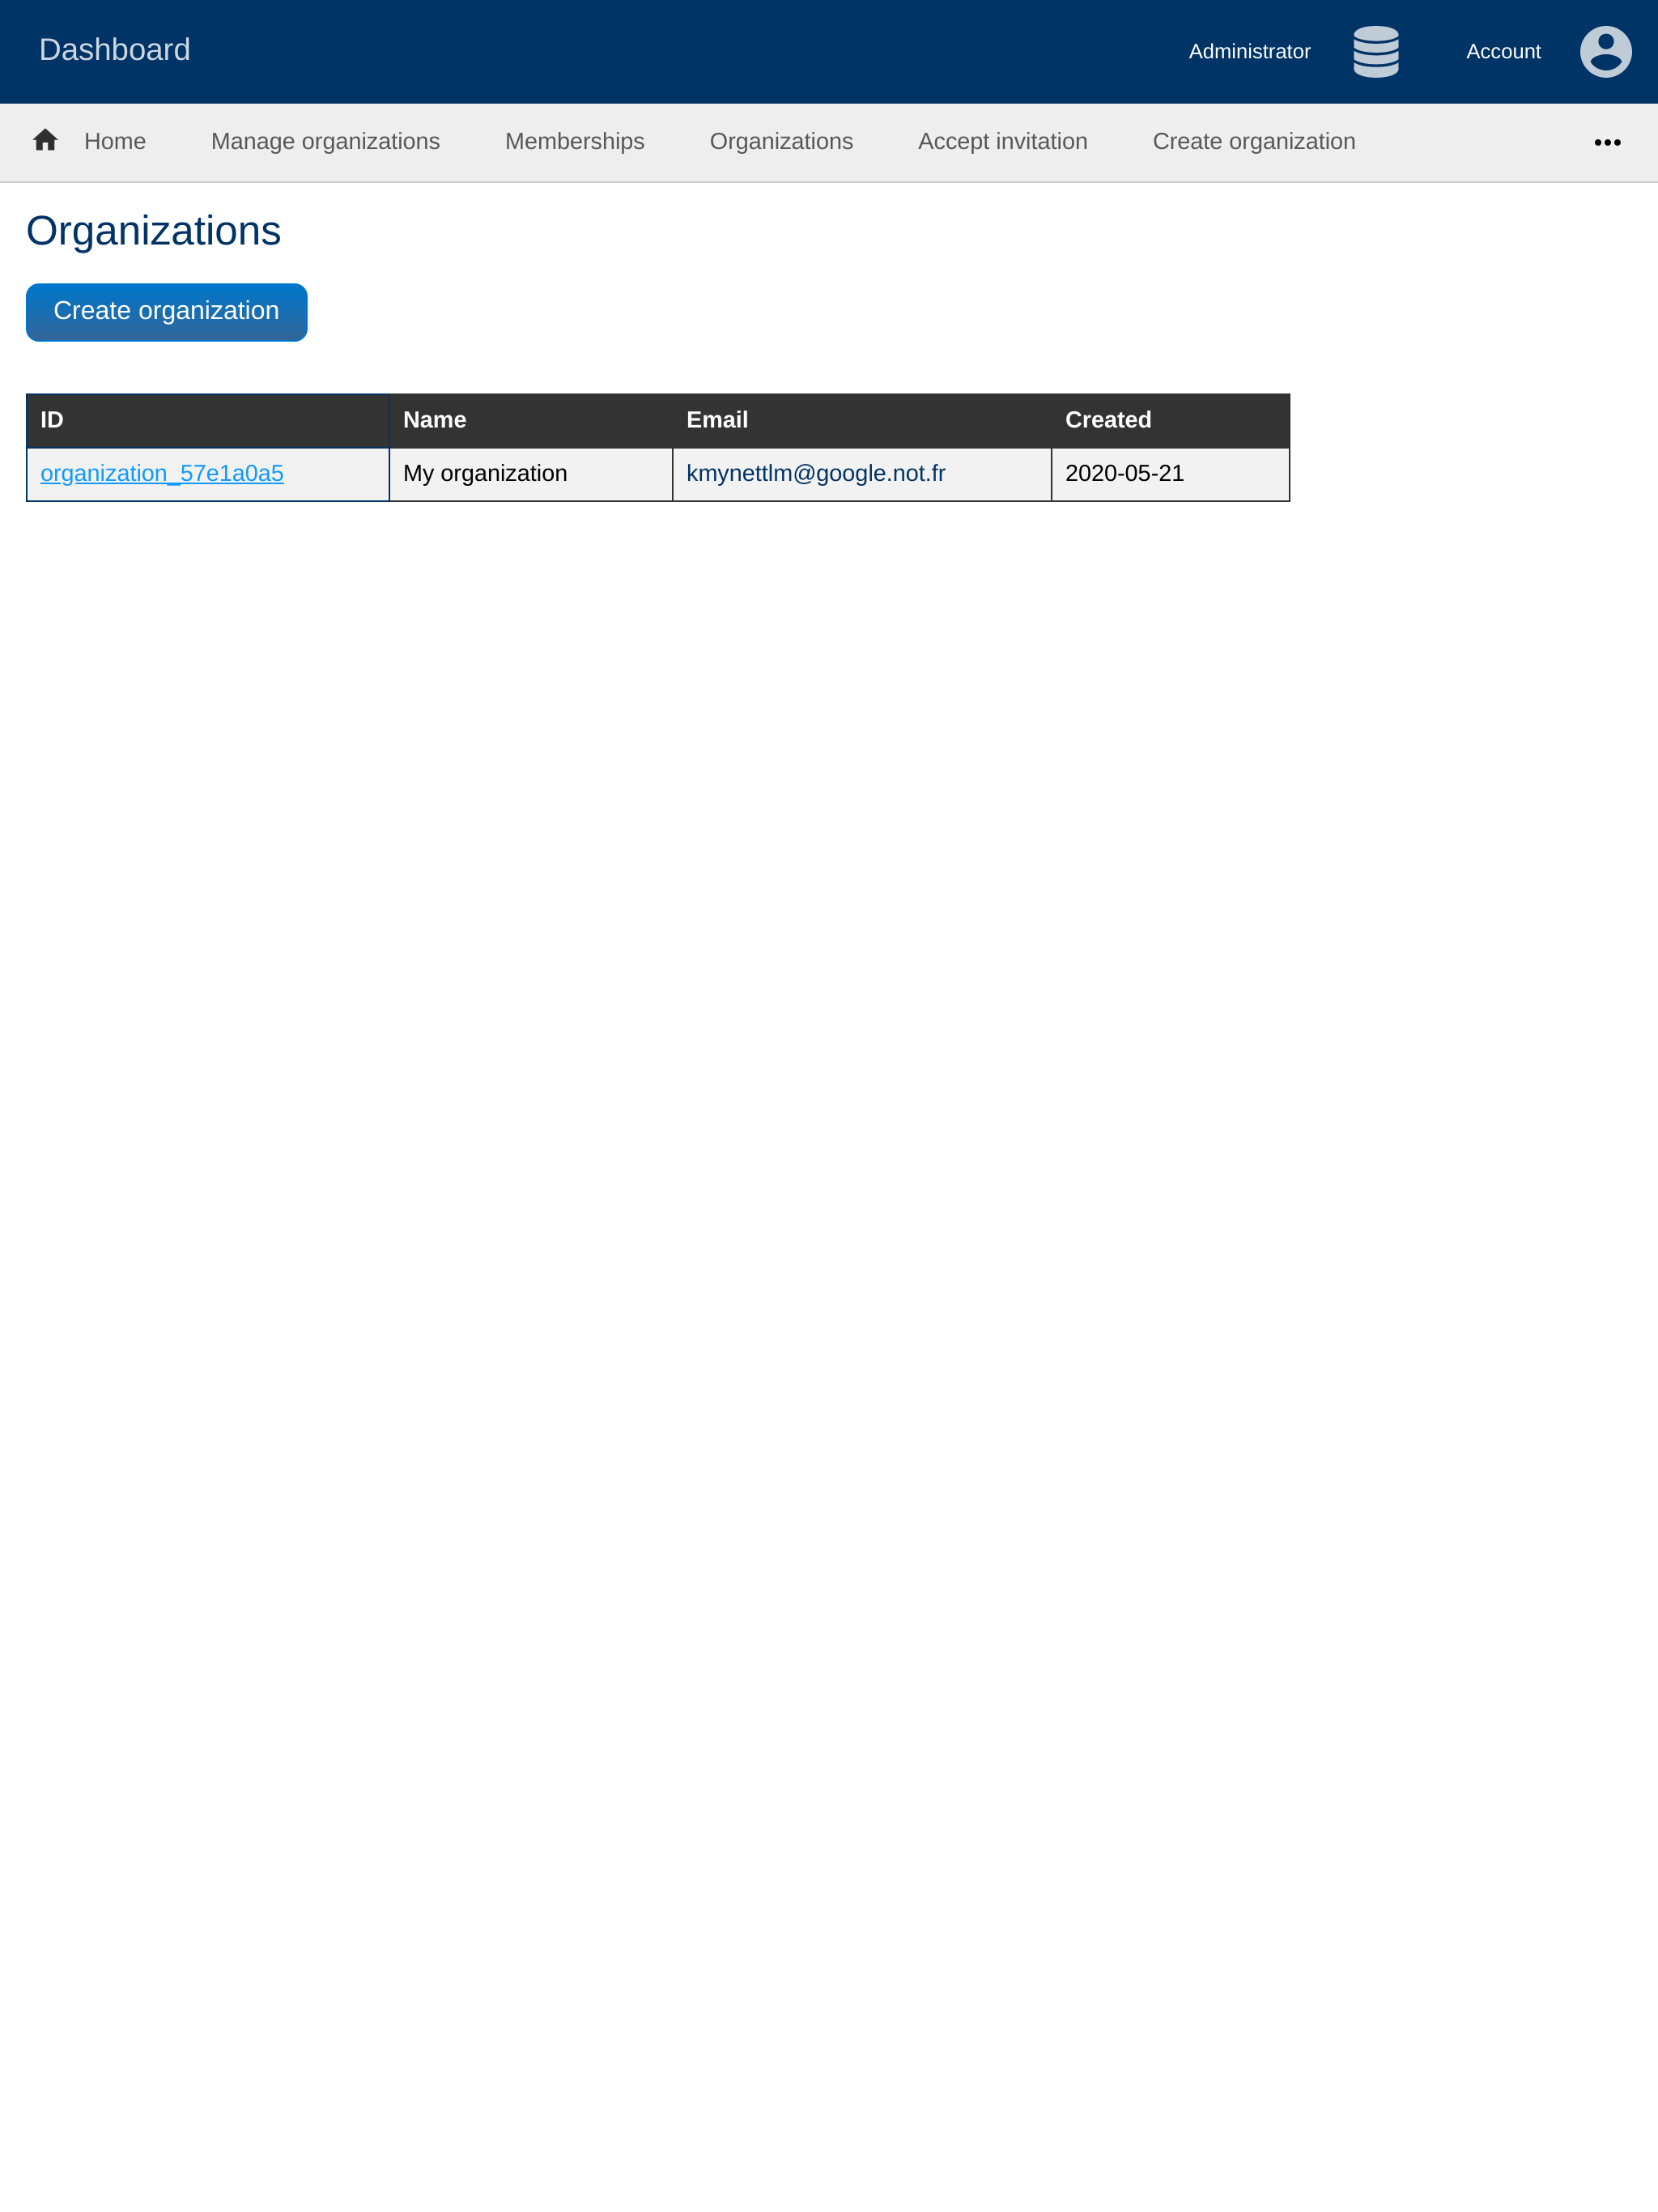 Dashboard Administrator Account
Home Manage organizations Memberships Organizations Accept invitation Create organization •••
Organizations
Create organization
ID Name Email Created
organization_57e1a0a5 My organization kmynettlm@google.not.fr 2020-05-21